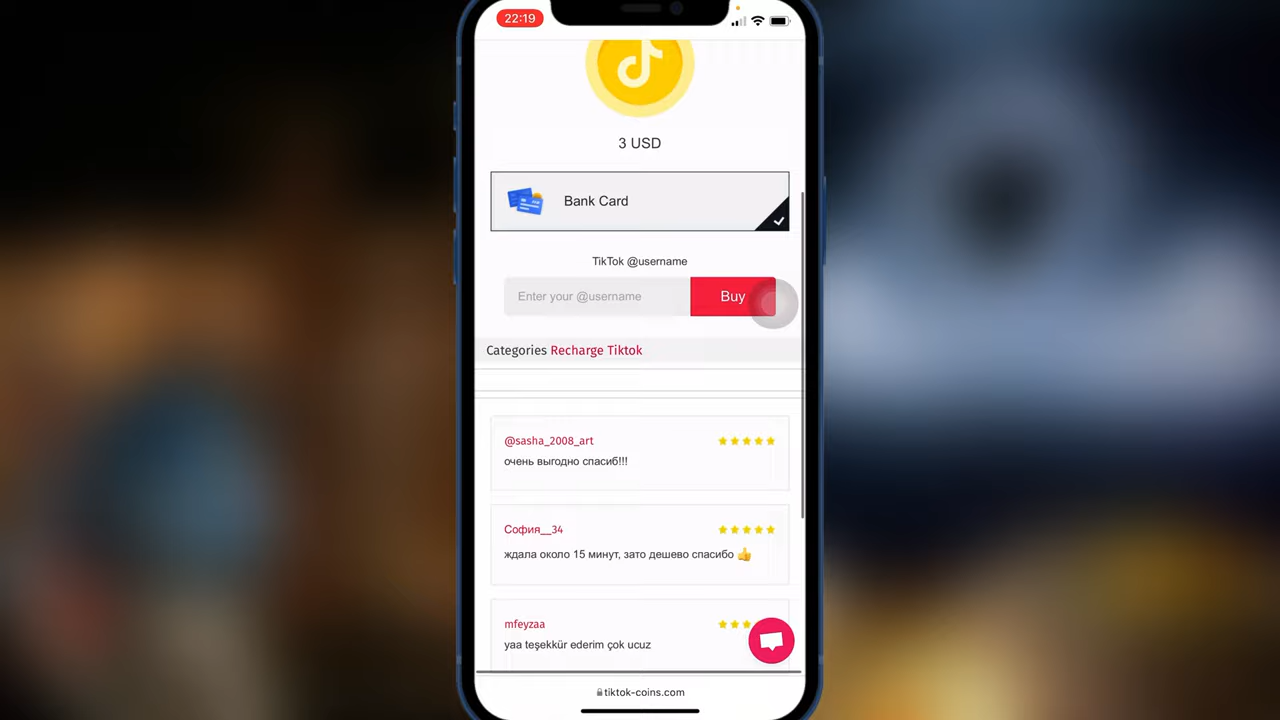 22:19
3 USD
Bank Card
TikTok @username
Enter your @username
Buy
Categories Recharge Tiktok
@sasha_2008_art
очень выгодно спасиб!!!
София__34
ждала около 15 минут, зато дешево спасибо 👍
mfeyzaa
yaa teşekkür ederim çok ucuz
tiktok-coins.com